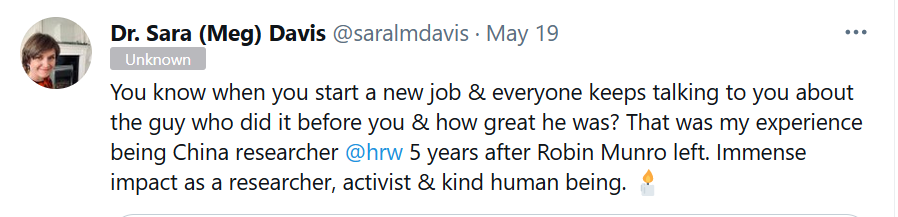 Dr. Sara (Meg) Davis @saralmdavis · May 19 ···
Unknown
You know when you start a new job & everyone keeps talking to you about
the guy who did it before you & how great he was? That was my experience
being China researcher @hrw 5 years after Robin Munro left. Immense
impact as a researcher, activist & kind human being. 🕯️